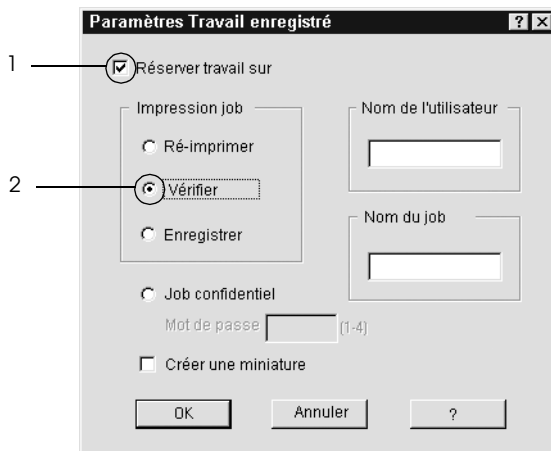 Paramètres Travail enregistré
1
Réserver travail sur
Impression job
Nom de l'utilisateur
Ré-imprimer
2
Vérifier
Enregistrer
Nom du job
Job confidentiel
Mot de passe
(1-4)
Créer une miniature
OK
Annuler
?